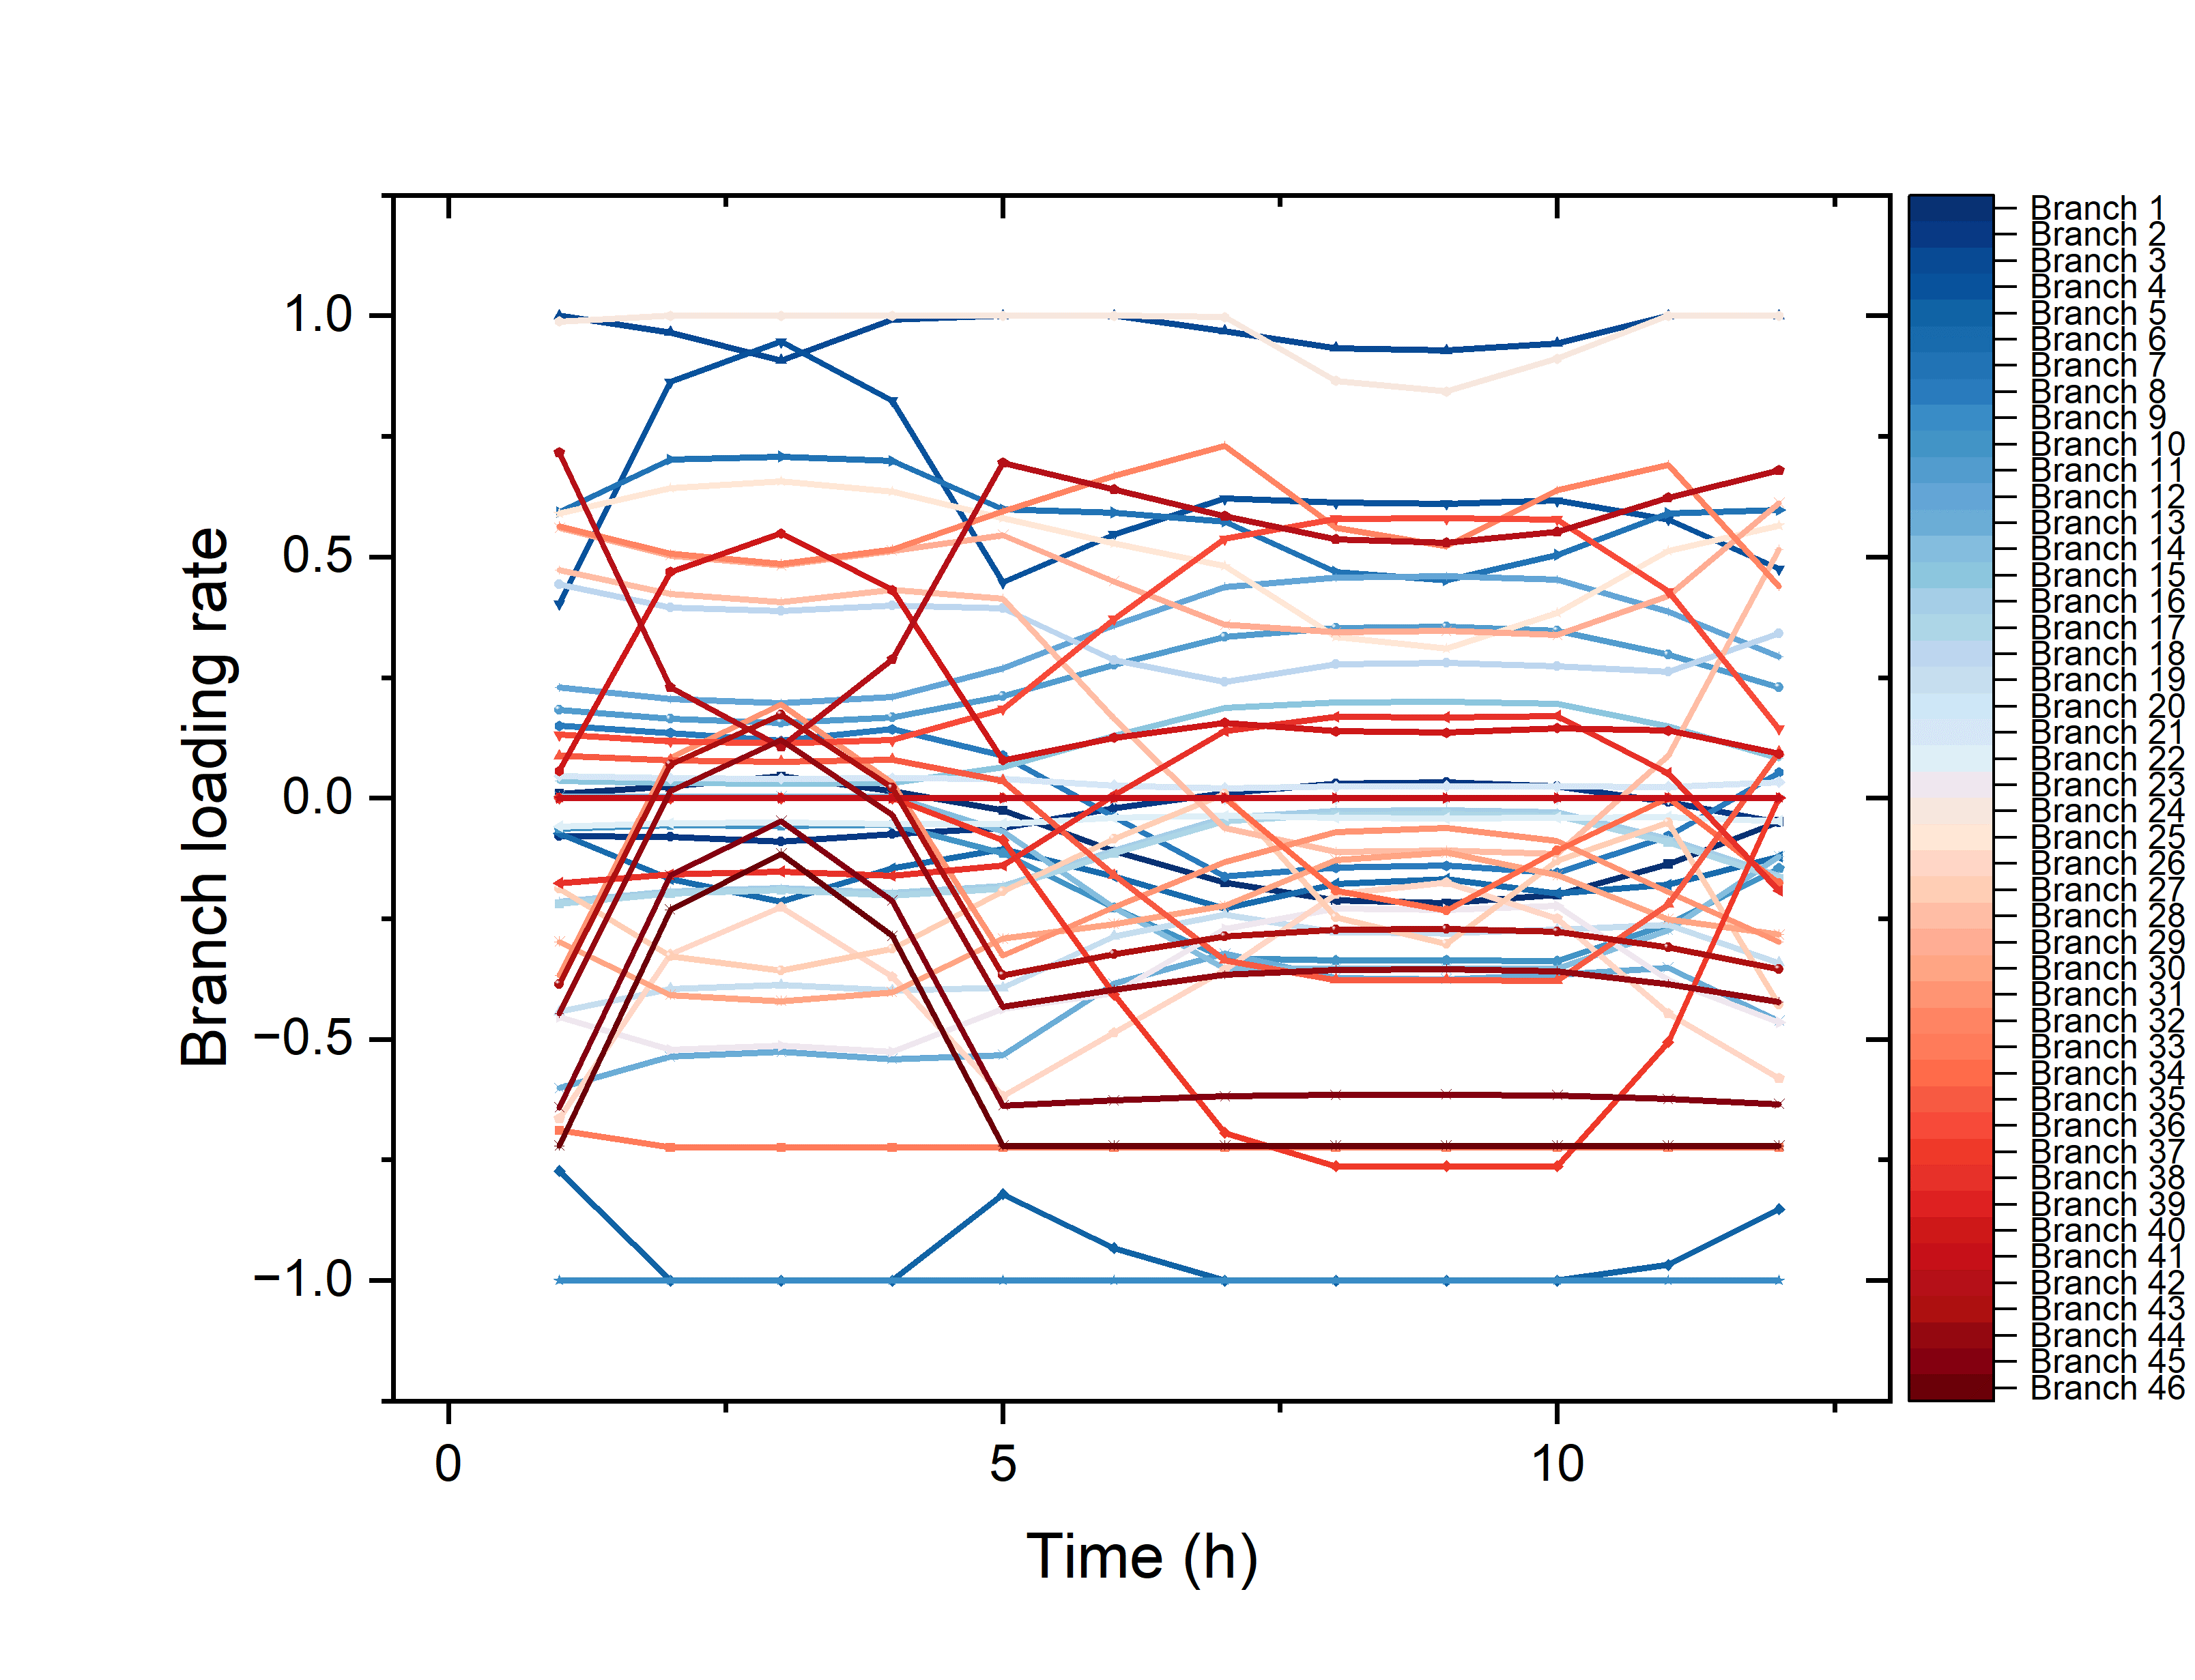 1.0
0.5
0.0
−0.5
−1.0
Branch loading rate
0
5
10
Time (h)
Branch 1
Branch 2
Branch 3
Branch 4
Branch 5
Branch 6
Branch 7
Branch 8
Branch 9
Branch 10
Branch 11
Branch 12
Branch 13
Branch 14
Branch 15
Branch 16
Branch 17
Branch 18
Branch 19
Branch 20
Branch 21
Branch 22
Branch 23
Branch 24
Branch 25
Branch 26
Branch 27
Branch 28
Branch 29
Branch 30
Branch 31
Branch 32
Branch 33
Branch 34
Branch 35
Branch 36
Branch 37
Branch 38
Branch 39
Branch 40
Branch 41
Branch 42
Branch 43
Branch 44
Branch 45
Branch 46